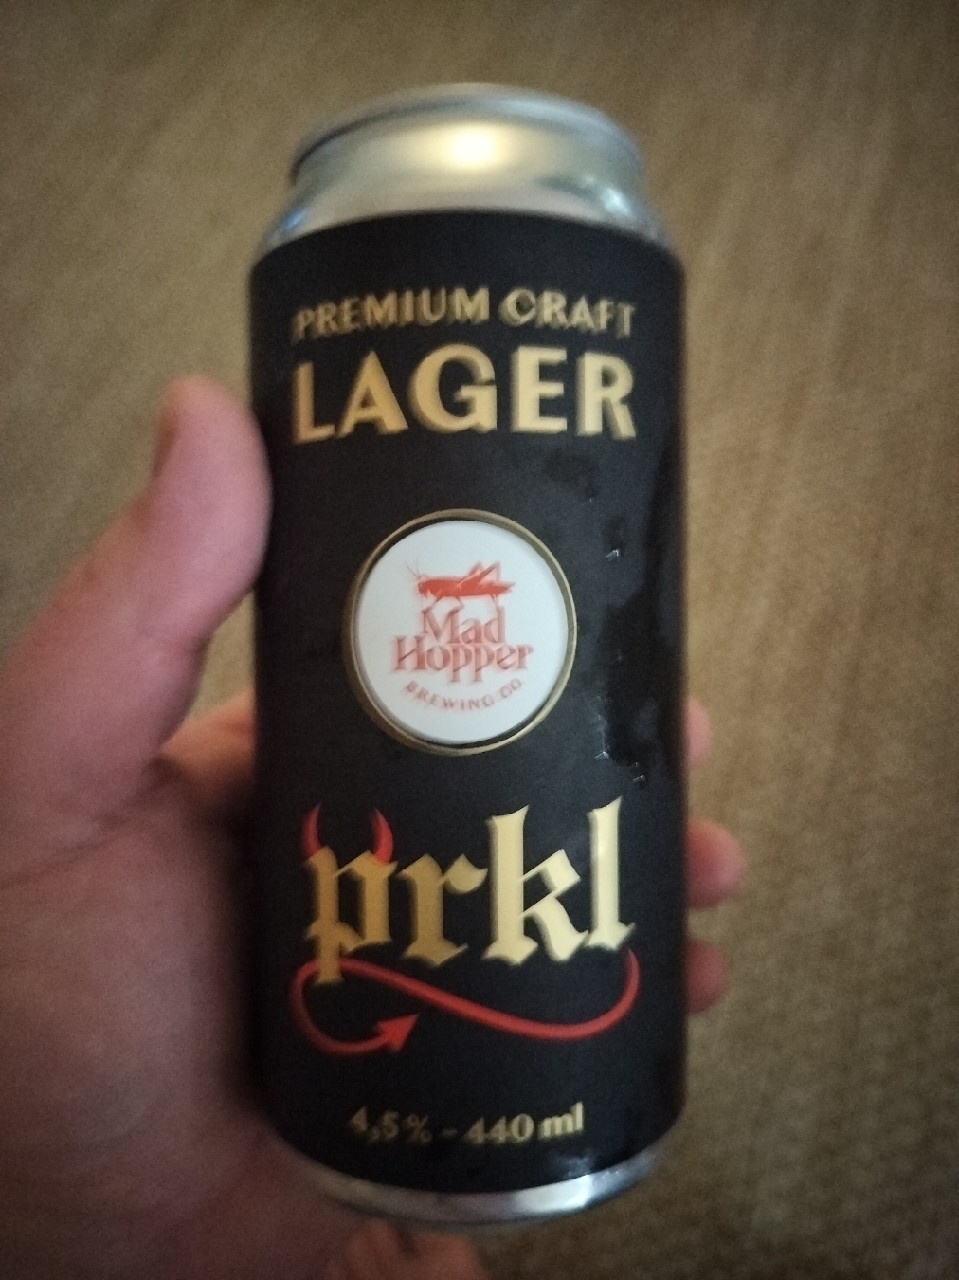 PREMIUM CRAFT
LAGER
Mad
Hopper
BREWING CO
prkl
4,5% - 440 ml